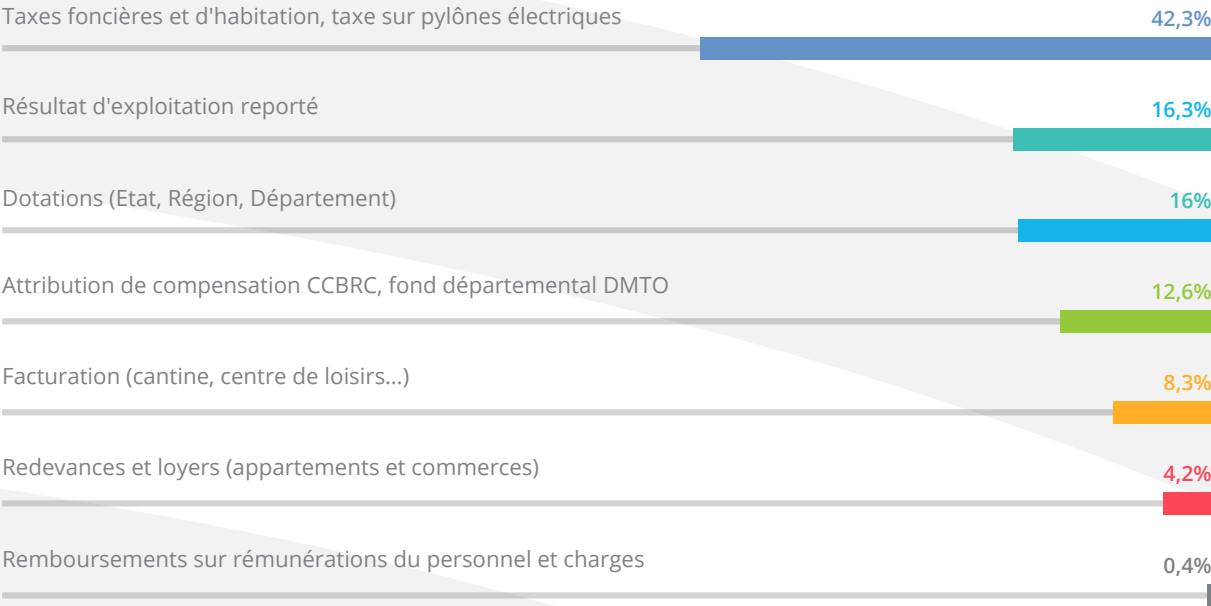 Taxes foncières et d'habitation, taxe sur pylônes électriques 42,3%
Résultat d'exploitation reporté 16,3%
Dotations (Etat, Région, Département) 16%
Attribution de compensation CCBRC, fond départemental DMTO 12,6%
Facturation (cantine, centre de loisirs...) 8,3%
Redevances et loyers (appartements et commerces) 4,2%
Remboursements sur rémunérations du personnel et charges 0,4%